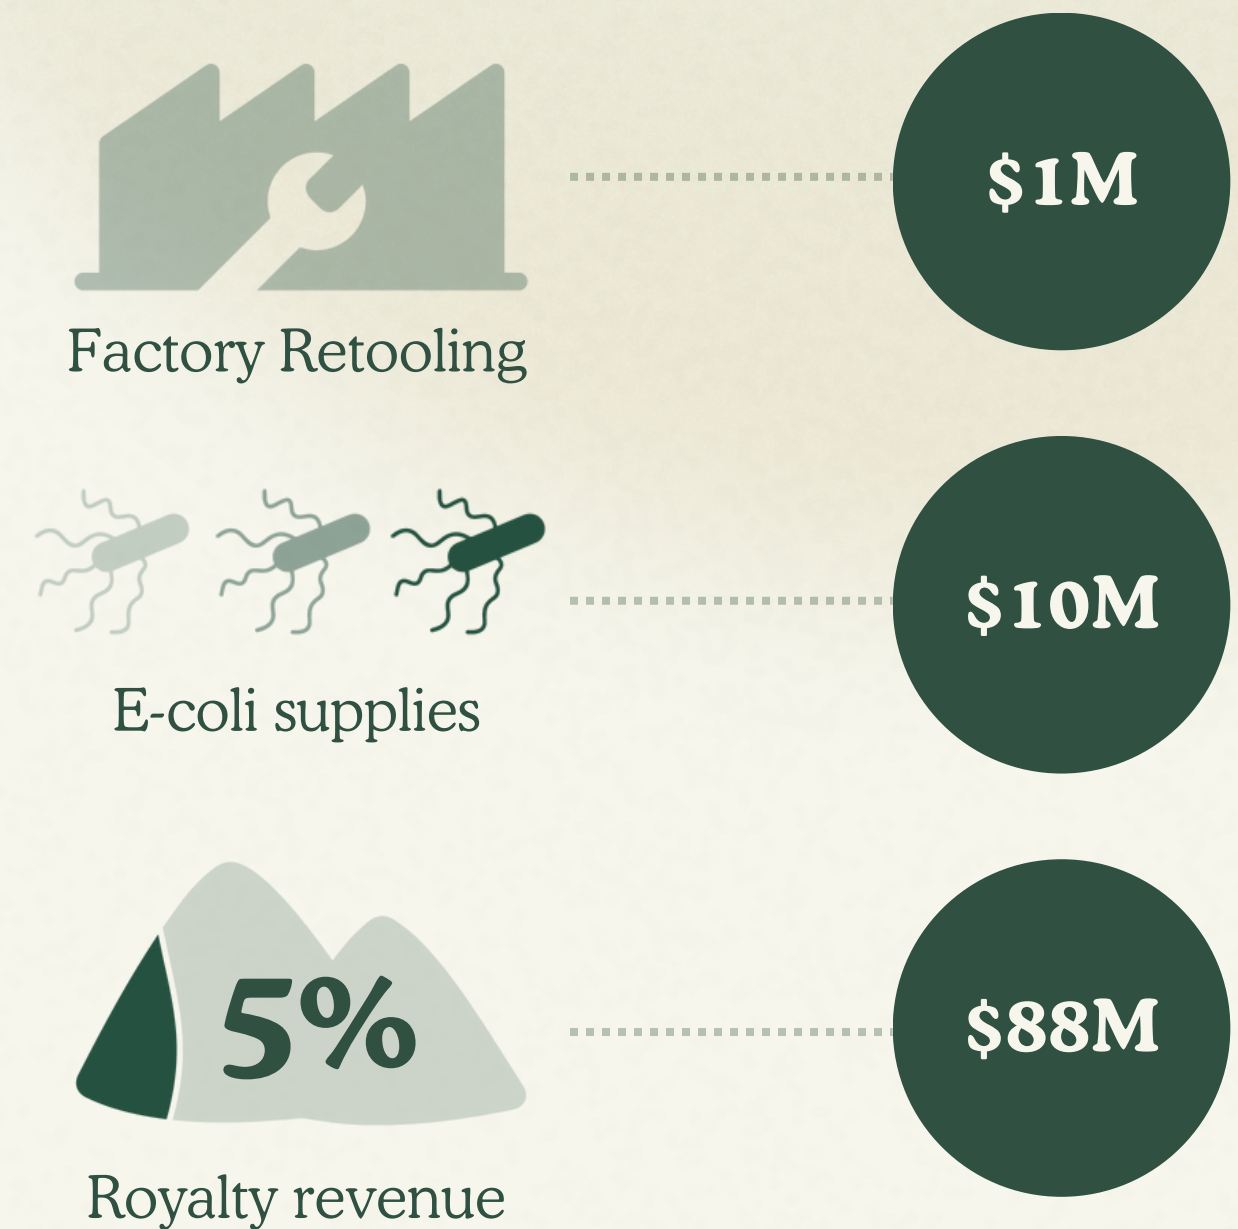 $1M
Factory Retooling
$10M
E-coli supplies
5%
$88M
Royalty revenue